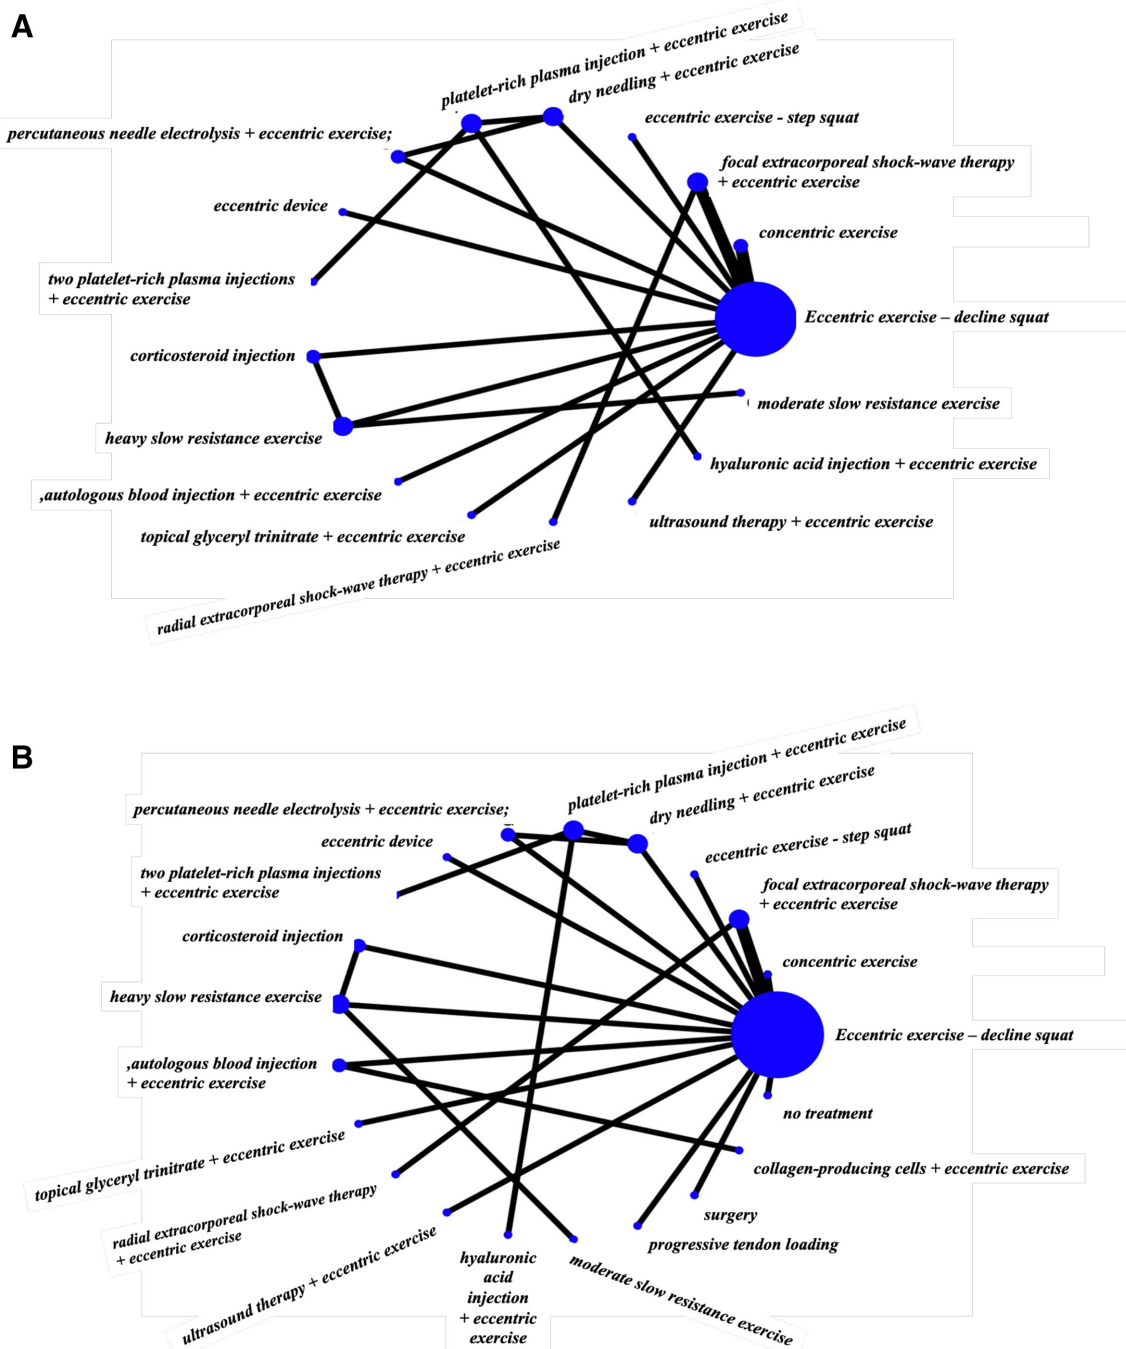 A
platelet-rich plasma injection + eccentric exercise
dry needling + eccentric exercise
percutaneous needle electrolysis + eccentric exercise;
eccentric exercise - step squat
focal extracorporeal shock-wave therapy
+ eccentric exercise
eccentric device
concentric exercise
two platelet-rich plasma injections
+ eccentric exercise
Eccentric exercise – decline squat
corticosteroid injection
moderate slow resistance exercise
heavy slow resistance exercise
hyaluronic acid injection + eccentric exercise
,autologous blood injection + eccentric exercise
ultrasound therapy + eccentric exercise
topical glyceryl trinitrate + eccentric exercise
radial extracorporeal shock-wave therapy + eccentric exercise
B
platelet-rich plasma injection + eccentric exercise
dry needling + eccentric exercise
percutaneous needle electrolysis + eccentric exercise;
eccentric device
eccentric exercise - step squat
two platelet-rich plasma injections
+ eccentric exercise
focal extracorporeal shock-wave therapy
+ eccentric exercise
corticosteroid injection
concentric exercise
heavy slow resistance exercise
Eccentric exercise – decline squat
,autologous blood injection
+ eccentric exercise
no treatment
topical glyceryl trinitrate + eccentric exercise
collagen-producing cells + eccentric exercise
radial extracorporeal shock-wave therapy
+ eccentric exercise
surgery
progressive tendon loading
ultrasound therapy + eccentric exercise
hyaluronic
acid
injection
+ eccentric
exercise
moderate slow resistance exercise